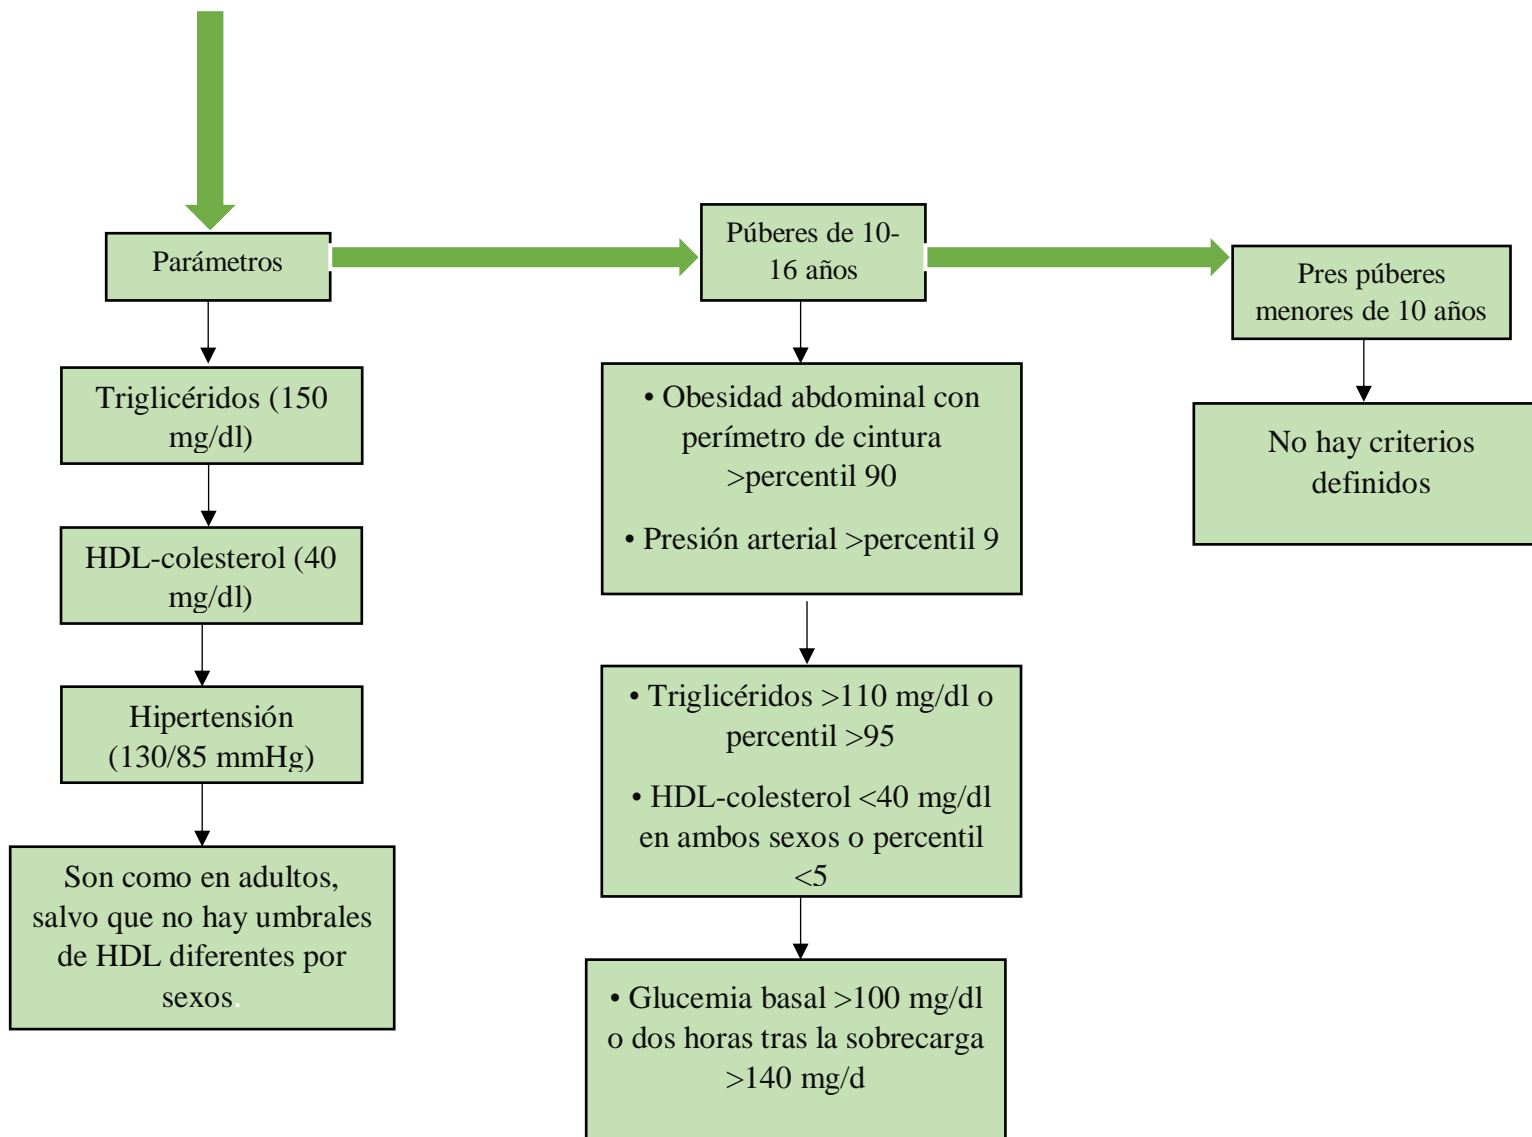 Parámetros
Triglicéridos (150
mg/dl)
HDL-colesterol (40
mg/dl)
Hipertensión
(130/85 mmHg)
Son como en adultos,
salvo que no hay umbrales
de HDL diferentes por
sexos.
Púberes de 10-
16 años
• Obesidad abdominal con
perímetro de cintura
>percentil 90
• Presión arterial >percentil 9
• Triglicéridos >110 mg/dl o
percentil >95
• HDL-colesterol <40 mg/dl
en ambos sexos o percentil
<5
• Glucemia basal >100 mg/dl
o dos horas tras la sobrecarga
>140 mg/d
Pres púberes
menores de 10 años
No hay criterios
definidos